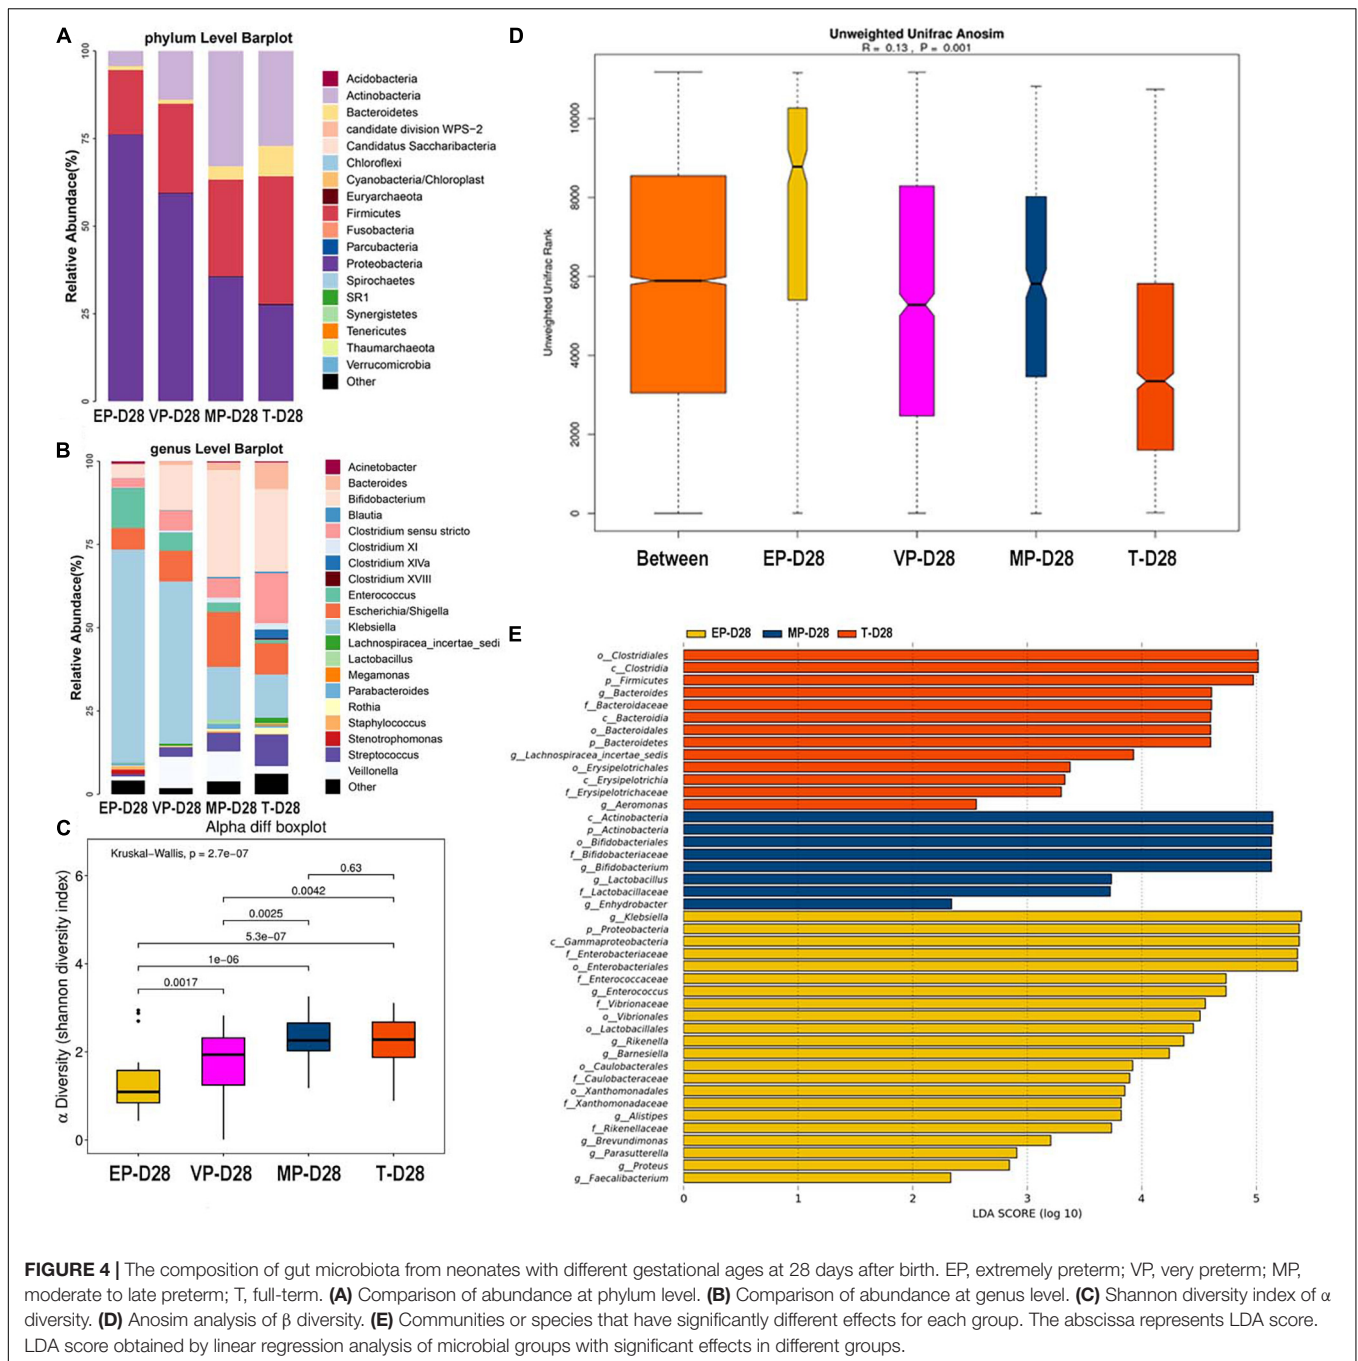 A
phylum Level Barplot
Relative Abundace(%)
100
75
50
25
0
EP-D28 VP-D28 MP-D28 T-D28
Acidobacteria
Actinobacteria
Bacteroidetes
candidate division WPS−2
Candidatus Saccharibacteria
Chloroflexi
Cyanobacteria/Chloroplast
Euryarchaeota
Firmicutes
Fusobacteria
Parcubacteria
Proteobacteria
Spirochaetes
SR1
Synergistetes
Tenericutes
Thaumarchaeota
Verrucomicrobia
Other
B
genus Level Barplot
Relative Abundace(%)
100
75
50
25
0
EP-D28 VP-D28 MP-D28 T-D28
Acinetobacter
Bacteroides
Bifidobacterium
Blautia
Clostridium sensu stricto
Clostridium XI
Clostridium XIVa
Clostridium XVIII
Enterococcus
Escherichia/Shigella
Klebsiella
Lachnospiracea_incertae_sedi
Lactobacillus
Megamonas
Parabacteroides
Rothia
Staphylococcus
Stenotrophomonas
Streptococcus
Veillonella
Other
C
Alpha diff boxplot
Kruskal−Wallis, p = 2.7e−07
α Diversity (shannon diversity index)
6
4
2
0
0.63
0.0042
0.0025
5.3e−07
1e−06
0.0017
EP-D28 VP-D28 MP-D28 T-D28
D
Unweighted Unifrac Anosim
R = 0.13 , P = 0.001
Unweighted Unifrac Rank
10000
8000
6000
4000
2000
0
Between EP-D28 VP-D28 MP-D28 T-D28
E
EP-D28 MP-D28 T-D28
o__Clostridiales
c__Clostridia
p__Firmicutes
g__Bacteroides
f__Bacteroidaceae
c__Bacteroidia
o__Bacteroidales
p__Bacteroidetes
g__Lachnospiracea_incertae_sedis
o__Erysipelotrichales
c__Erysipelotrichia
f__Erysipelotrichaceae
g__Aeromonas
c__Actinobacteria
p__Actinobacteria
o__Bifidobacteriales
f__Bifidobacteriaceae
g__Bifidobacterium
g__Lactobacillus
f__Lactobacillaceae
g__Enhydrobacter
g__Klebsiella
p__Proteobacteria
c__Gammaproteobacteria
f__Enterobacteriaceae
o__Enterobacteriales
f__Enterococcaceae
g__Enterococcus
f__Vibrionaceae
o__Vibrionales
o__Lactobacillales
g__Rikenella
g__Barnesiella
o__Caulobacterales
f__Caulobacteraceae
o__Xanthomonadales
f__Xanthomonadaceae
g__Alistipes
f__Rikenellaceae
g__Brevundimonas
g__Parasutterella
g__Proteus
g__Faecalibacterium
0 1 2 3 4 5
LDA SCORE (log 10)
FIGURE 4 | The composition of gut microbiota from neonates with different gestational ages at 28 days after birth. EP, extremely preterm; VP, very preterm; MP,
moderate to late preterm; T, full-term. (A) Comparison of abundance at phylum level. (B) Comparison of abundance at genus level. (C) Shannon diversity index of α
diversity. (D) Anosim analysis of β diversity. (E) Communities or species that have significantly different effects for each group. The abscissa represents LDA score.
LDA score obtained by linear regression analysis of microbial groups with significant effects in different groups.